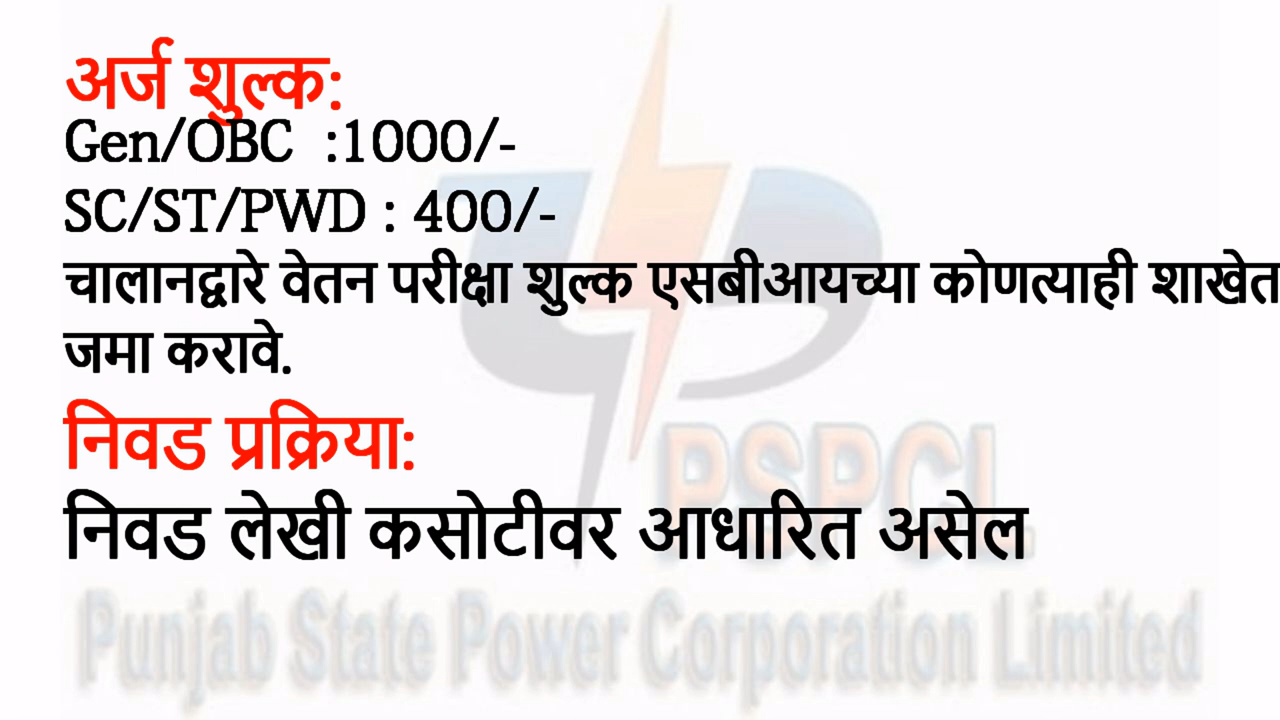 अर्ज शुल्क:
Gen/OBC :1000/-
SC/ST/PWD : 400/-
चालानद्वारे वेतन परीक्षा शुल्क एसबीआयच्या कोणत्याही शाखेत
जमा करावे.
निवड प्रक्रिया:
PSPCL
निवड लेखी कसोटीवर आधारित असेल
Punjab State Power Corporation Limited